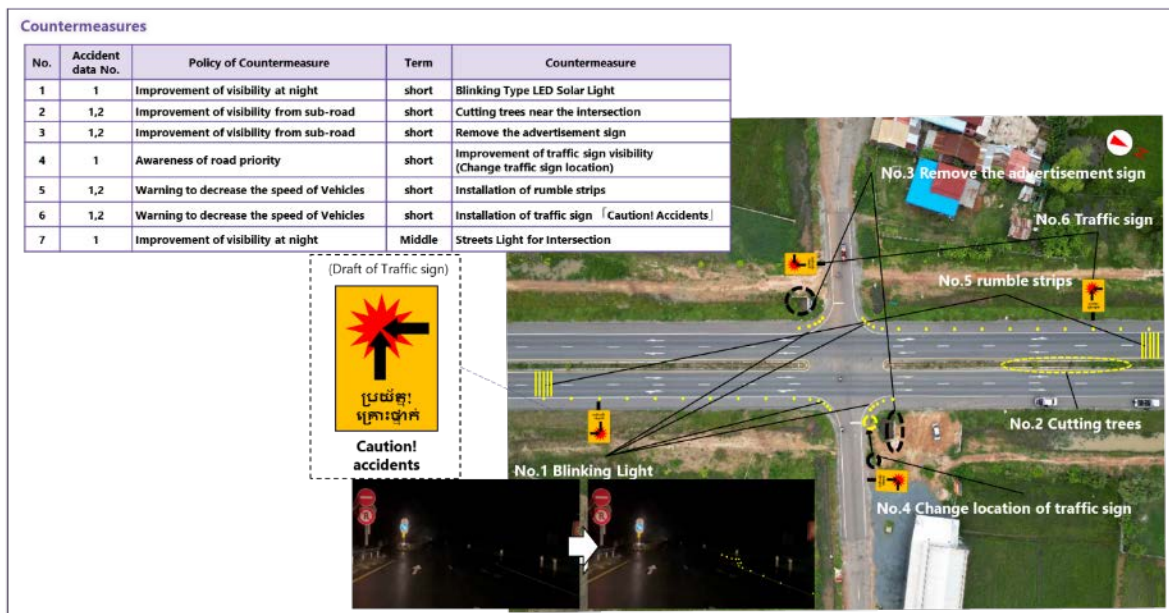 Countermeasures
No. Accident data No. Policy of Countermeasure Term Countermeasure
1 1 Improvement of visibility at night short Blinking Type LED Solar Light
2 1,2 Improvement of visibility from sub-road short Cutting trees near the intersection
3 1,2 Improvement of visibility from sub-road short Remove the advertisement sign
4 1 Awareness of road priority short Improvement of traffic sign visibility
(Change traffic sign location)
5 1,2 Warning to decrease the speed of Vehicles short Installation of rumble strips
6 1,2 Warning to decrease the speed of Vehicles short Installation of traffic sign 「Caution! Accidents」
7 1 Improvement of visibility at night Middle Streets Light for Intersection
No.3 Remove the advertisement sign
No.6 Traffic sign
No.5 rumble strips
No.2 Cutting trees
No.1 Blinking Light
No.4 Change location of traffic sign
(Draft of Traffic sign)
ប្រយ័ត្ន!
គ្រោះថ្នាក់
Caution!
accidents